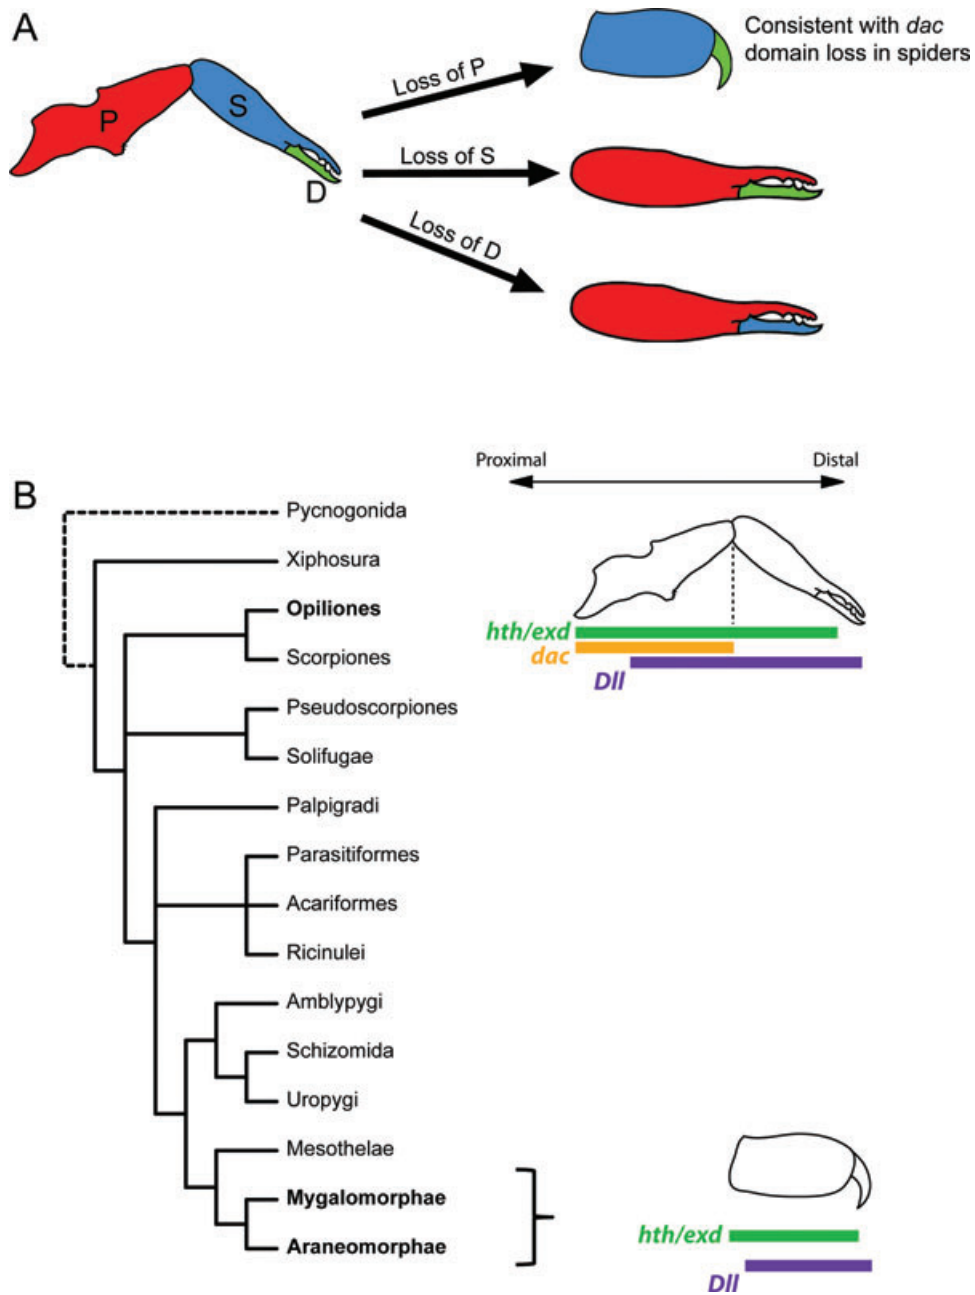 A
P
S
D
Loss of P
Loss of S
Loss of D
Consistent with dac
domain loss in spiders
B
Proximal
Distal
Pycnogonida
Xiphosura
Opiliones
Scorpiones
Pseudoscorpiones
Solifugae
Palpigradi
Parasitiformes
Acariformes
Ricinulei
Amblypygi
Schizomida
Uropygi
Mesothelae
Mygalomorphae
Araneomorphae
hth/exd
dac
Dll
hth/exd
Dll